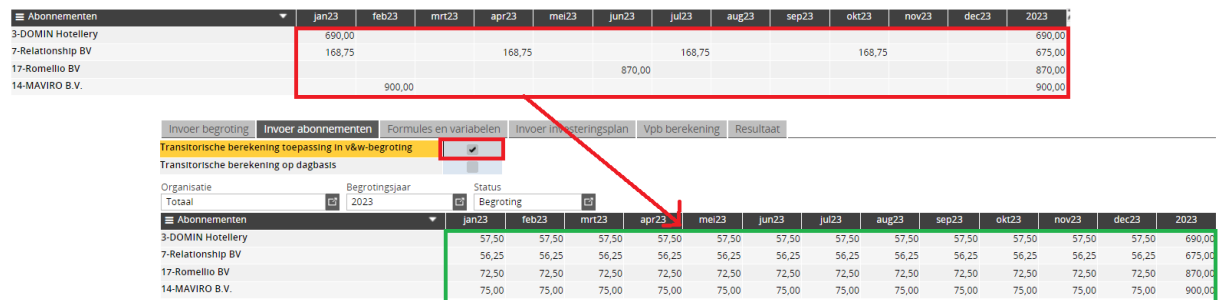 Abonnementen jan23 feb23 mrt23 apr23 mei23 jun23 jul23 aug23 sep23 okt23 nov23 dec23 2023
3-DOMIN Hotellery 690,00 690,00
7-Relationship BV 168,75 168,75 168,75 168,75 675,00
17-Romellio BV 870,00 870,00
14-MAVIRO B.V. 900,00 900,00
Invoer begroting Invoer abonnementen Formules en variabelen Invoer investeringsplan Vpb berekening Resultaat
Transitorische berekening toepassing in v&w-begroting
Transitorische berekening op dagbasis
Organisatie Begrotingsjaar Status
Totaal 2023 Begroting
Abonnementen jan23 feb23 mrt23 apr23 mei23 jun23 jul23 aug23 sep23 okt23 nov23 dec23 2023
3-DOMIN Hotellery 57,50 57,50 57,50 57,50 57,50 57,50 57,50 57,50 57,50 57,50 57,50 57,50 690,00
7-Relationship BV 56,25 56,25 56,25 56,25 56,25 56,25 56,25 56,25 56,25 56,25 56,25 56,25 675,00
17-Romellio BV 72,50 72,50 72,50 72,50 72,50 72,50 72,50 72,50 72,50 72,50 72,50 72,50 870,00
14-MAVIRO B.V. 75,00 75,00 75,00 75,00 75,00 75,00 75,00 75,00 75,00 75,00 75,00 75,00 900,00